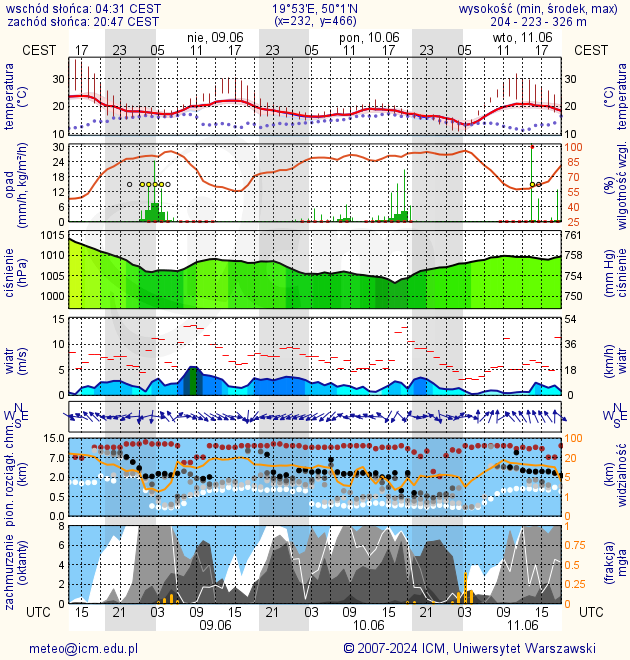 wschód słońca: 04:31 CEST
zachód słońca: 20:47 CEST
19°53'E, 50°1'N
(x=232, y=466)
wysokość (min, środek, max)
204 - 223 - 326 m
nie, 09.06 pon, 10.06 wto, 11.06
CEST 17 23 05 11 17 23 05 11 17 23 05 11 17 CEST
temperatura
(°C)
30
20
10
30
20
10
(°C)
temperatura
opad
(mm/h, kg/m²/h)
30
24
18
12
6
0
100
85
70
55
40
25
(%)
wilgotność wzgl.
ciśnienie
(hPa)
1015
1010
1005
1000
761
758
754
750
(mm Hg)
ciśnienie
wiatr
(m/s)
15
10
5
0
54
36
18
0
(km/h)
wiatr
N
W E
S
N
W E
S
pion. rozciągł. chm.
(km)
15.0
7.0
2.0
0.5
0.0
100
20
5
1
0
(km)
widzialność
zachmurzenie
(oktanty)
8
6
4
2
0
1
0.75
0.5
0.25
0
(frakcja)
mgła
UTC 15 21 03 09 15 21 03 09 15 21 03 09 15 UTC
09.06 10.06 11.06
meteo@icm.edu.pl
© 2007-2024 ICM, Uniwersytet Warszawski